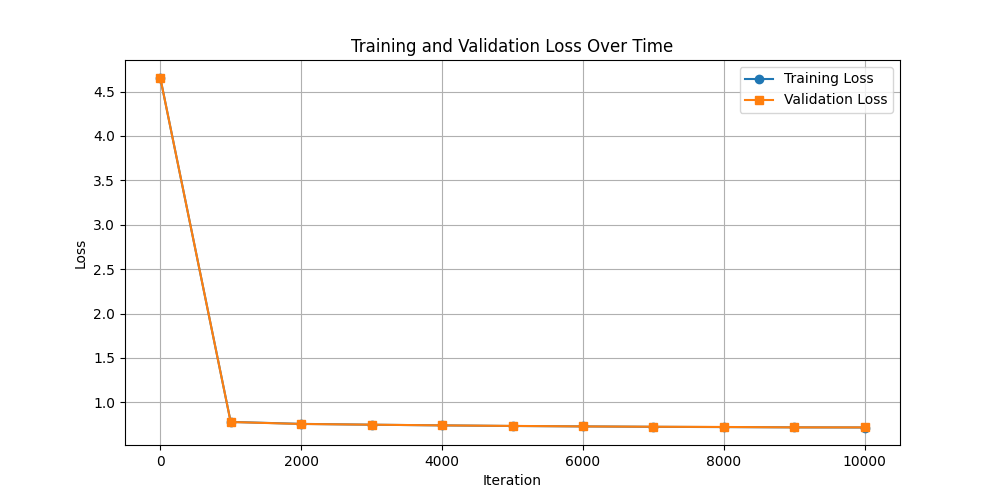 Training and Validation Loss Over Time
Training Loss
Validation Loss
4.5
4.0
3.5
3.0
2.5
2.0
1.5
1.0
Loss
0
2000
4000
6000
8000
10000
Iteration